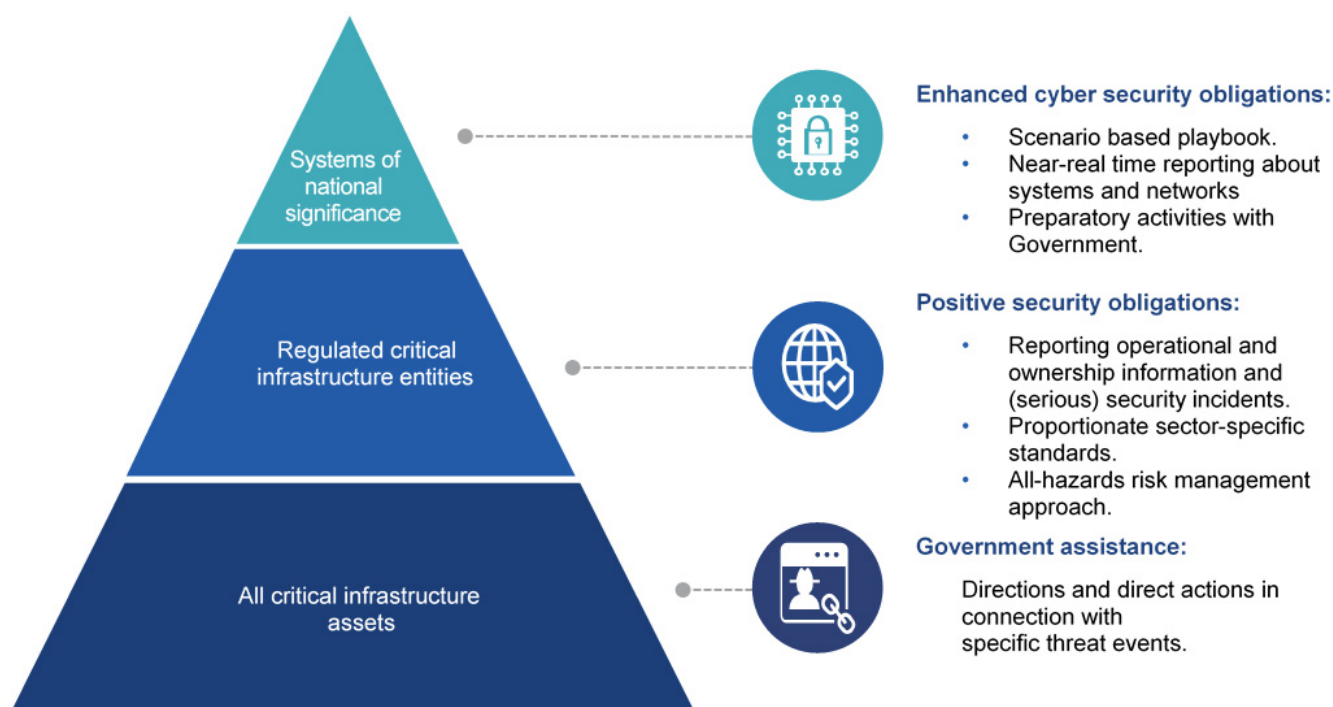 Systems of
national
significance
Enhanced cyber security obligations:
• Scenario based playbook.
• Near-real time reporting about
systems and networks
• Preparatory activities with
Government.
Regulated critical
infrastructure entities
Positive security obligations:
• Reporting operational and
ownership information and
(serious) security incidents.
• Proportionate sector-specific
standards.
• All-hazards risk management
approach.
All critical infrastructure
assets
Government assistance:
Directions and direct actions in
connection with
specific threat events.